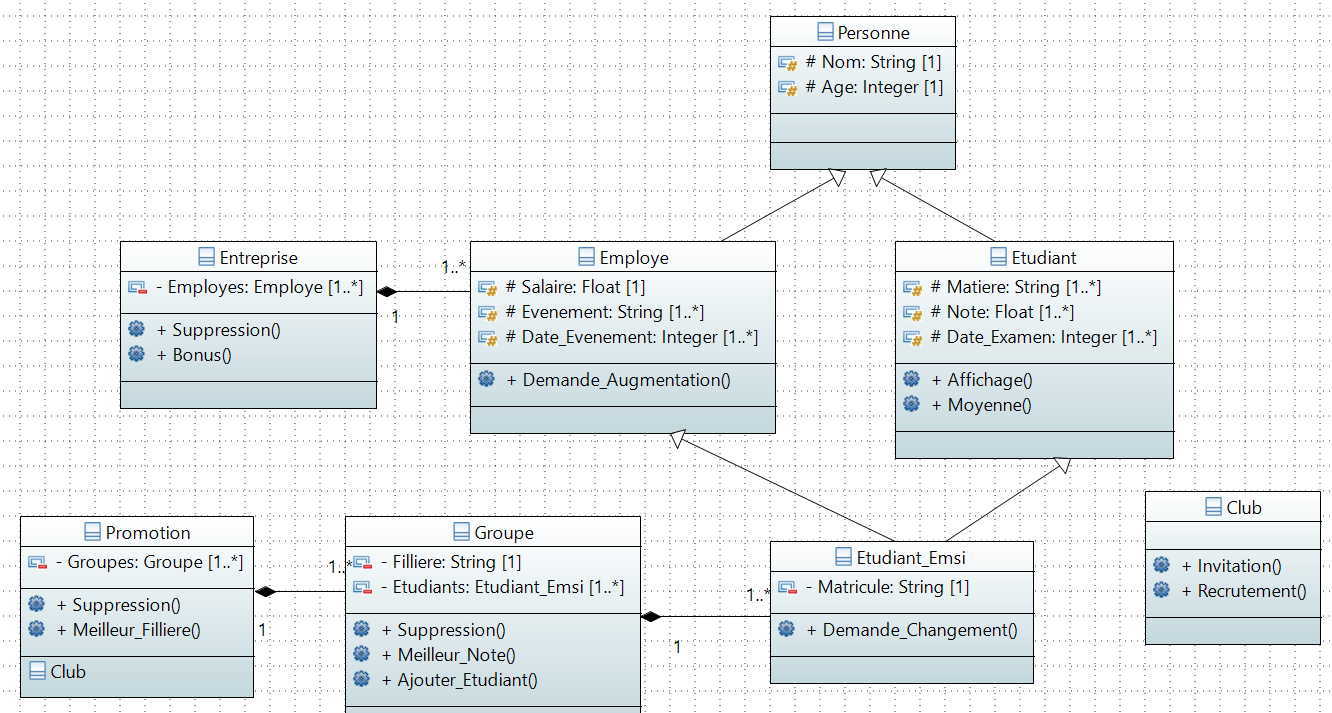 Personne
# Nom: String [1]
# Age: Integer [1]
Entreprise
- Employes: Employe [1..*]
+ Suppression()
+ Bonus()
1..*
1
Employe
# Salaire: Float [1]
# Evenement: String [1..*]
# Date_Evenement: Integer [1..*]
+ Demande_Augmentation()
Etudiant
# Matiere: String [1..*]
# Note: Float [1..*]
# Date_Examen: Integer [1..*]
+ Affichage()
+ Moyenne()
Promotion
- Groupes: Groupe [1..*]
+ Suppression()
+ Meilleur_Filliere()
Club
1..*
1
Groupe
- Filliere: String [1]
- Etudiants: Etudiant_Emsi [1..*]
+ Suppression()
+ Meilleur_Note()
+ Ajouter_Etudiant()
1..*
1
Etudiant_Emsi
- Matricule: String [1]
+ Demande_Changement()
Club
+ Invitation()
+ Recrutement()